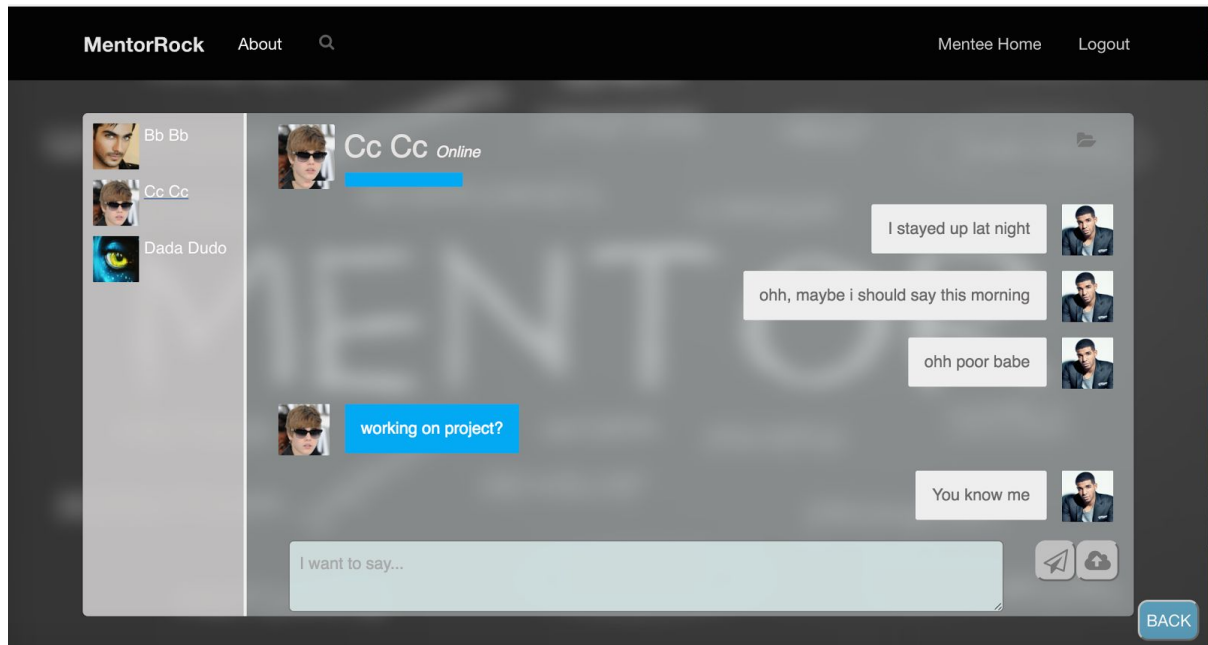 MentorRock About Mentee Home Logout
Bb Bb
Cc Cc
Dada Dudo
Cc Cc Online
I stayed up lat night
ohh, maybe i should say this morning
ohh poor babe
working on project?
You know me
I want to say...
BACK
MENTOR